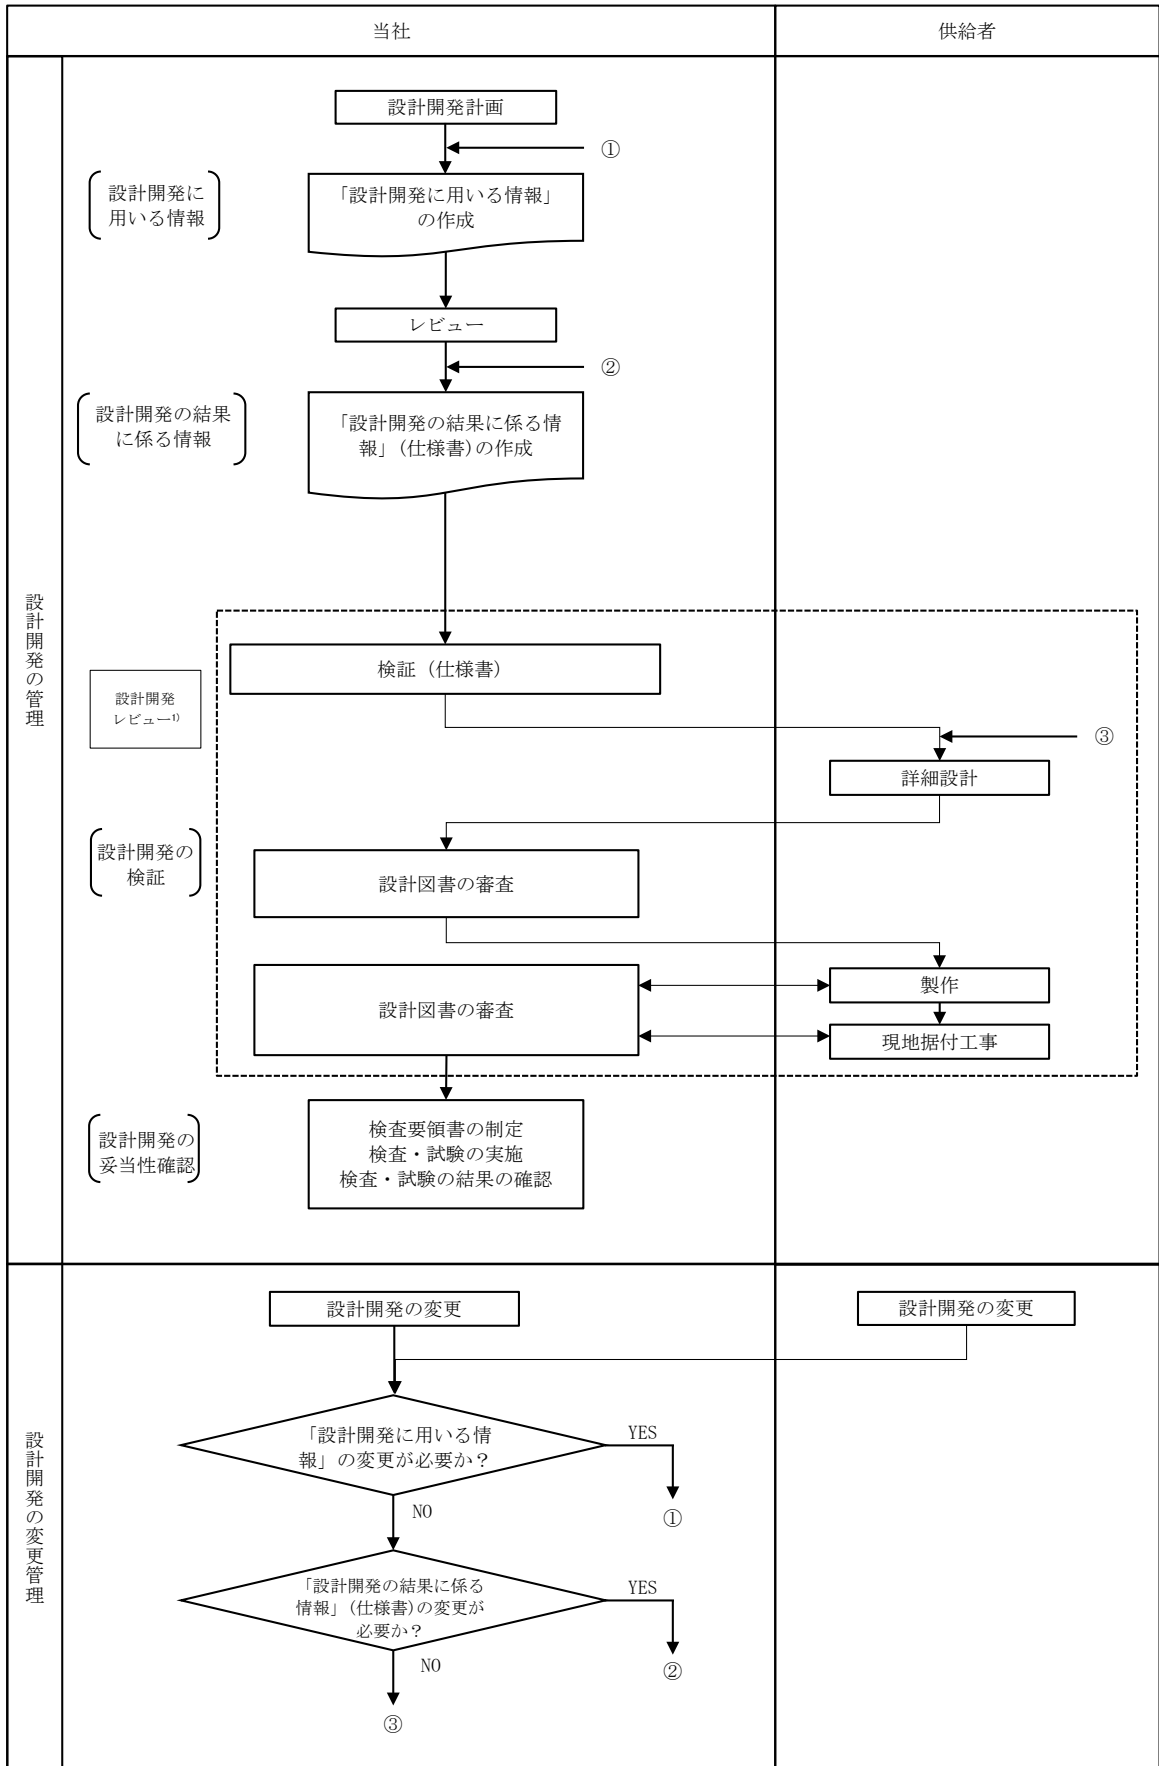 当社
供給者
設計開発の管理
設計開発計画
①
設計開発に
用いる情報
「設計開発に用いる情報」
の作成
レビュー
②
設計開発の結果
に係る情報
「設計開発の結果に係る情
報」(仕様書)の作成
検証（仕様書）
設計開発
レビュー1)
③
詳細設計
設計開発の
検証
設計図書の審査
設計図書の審査
製作
現地据付工事
設計開発の
妥当性確認
検査要領書の制定
検査・試験の実施
検査・試験の結果の確認
設計開発の変更管理
設計開発の変更
設計開発の変更
「設計開発に用いる情
報」の変更が必要か？
YES
①
NO
「設計開発の結果に係る
情報」(仕様書)の変更が
必要か？
YES
②
NO
③